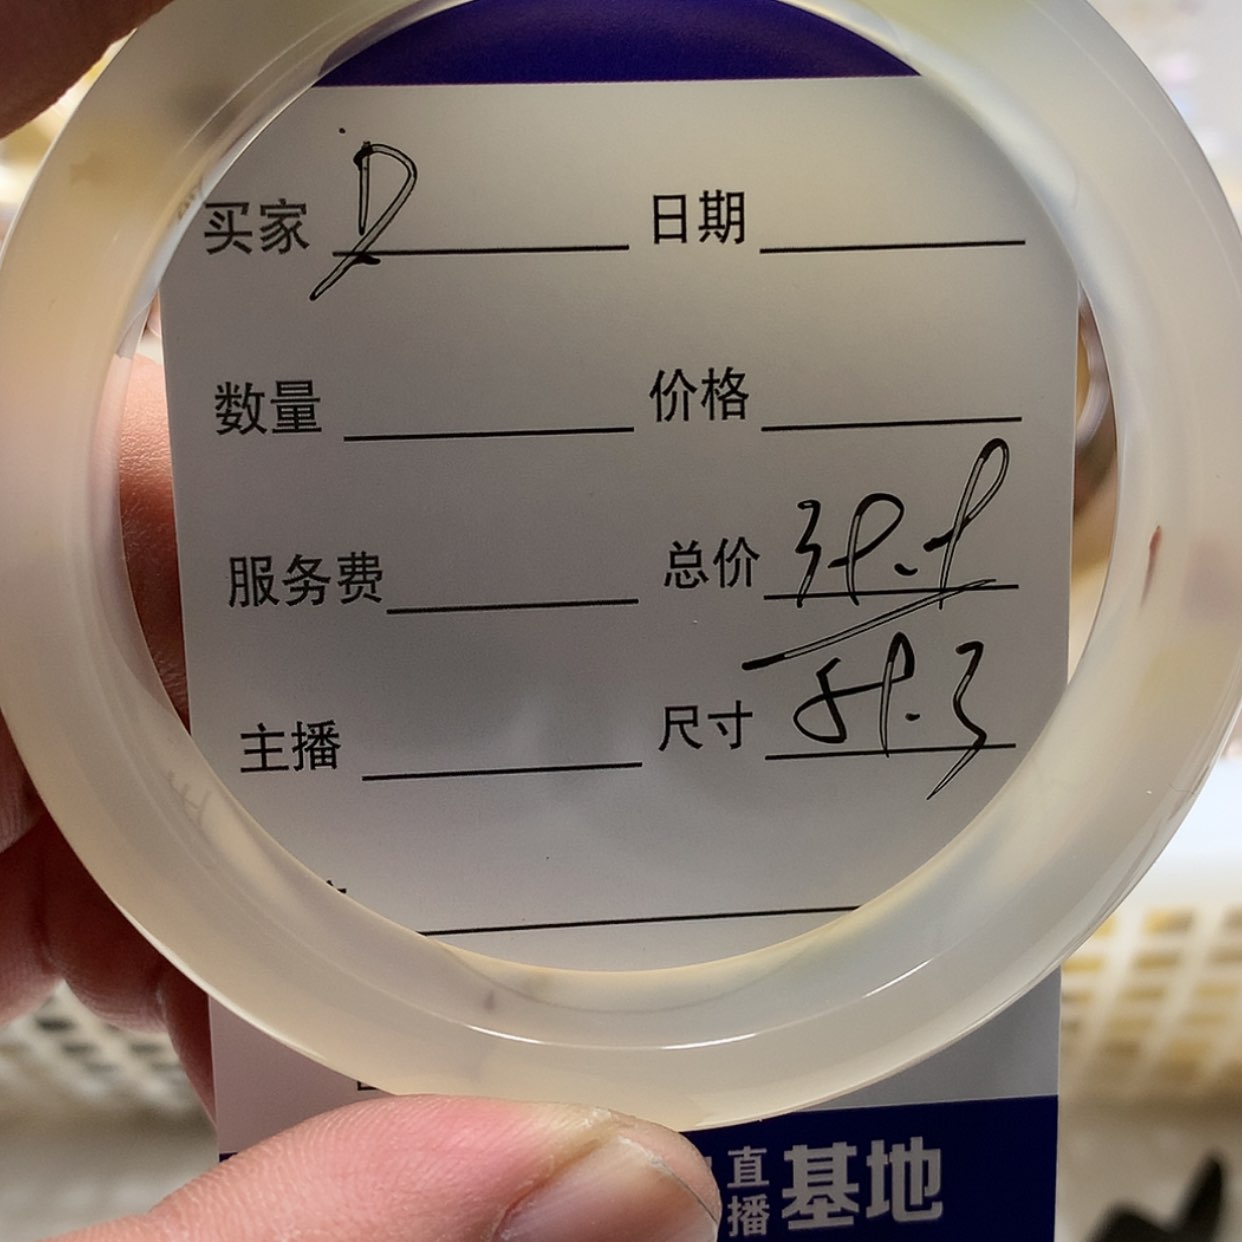 买家 日期
数量 价格
服务费 总价
主播 尺寸
直播
基地